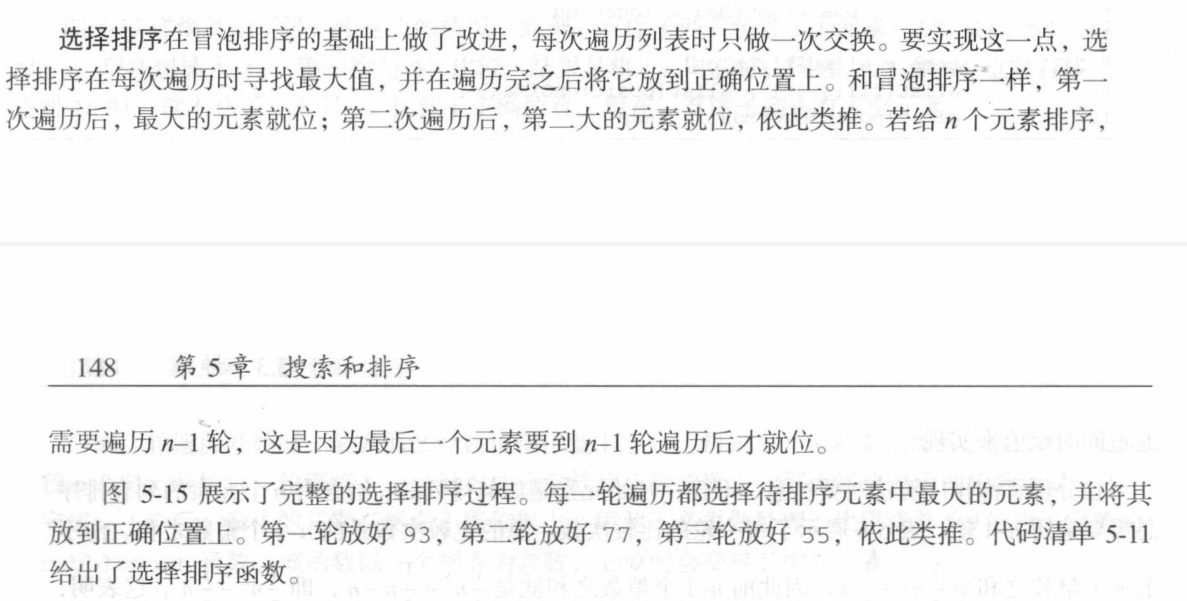 选择排序在冒泡排序的基础上做了改进，每次遍历列表时只做一次交换。要实现这一点，选
择排序在每次遍历时寻找最大值，并在遍历完之后将它放到正确位置上。和冒泡排序一样，第一
次遍历后，最大的元素就位；第二次遍历后，第二大的元素就位，依此类推。若给 n 个元素排序，
148 第 5 章 搜索和排序
需要遍历 n-1 轮，这是因为最后一个元素要到 n-1 轮遍历后才就位。
图 5-15 展示了完整的选择排序过程。每一轮遍历都选择待排序元素中最大的元素，并将其
放到正确位置上。第一轮放好 93，第二轮放好 77，第三轮放好 55，依此类推。代码清单 5-11
给出了选择排序函数。